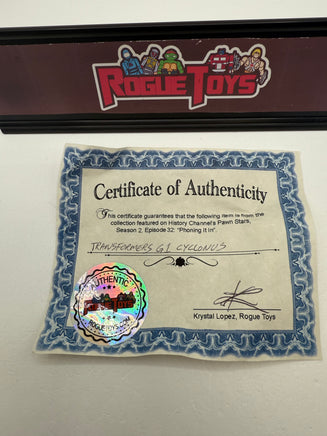 ROGUE TOYS
Certificate of Authenticity
This certificate guarantees that the following item is from the
collection featured on History Channel's Pawn Stars,
Season 2, Episode 32: "Phoning It In".
TRANSFORMERS G1 CYCLONUS
AUTHENTIC
ROGUETOYS.COM
Krystal Lopez, Rogue Toys